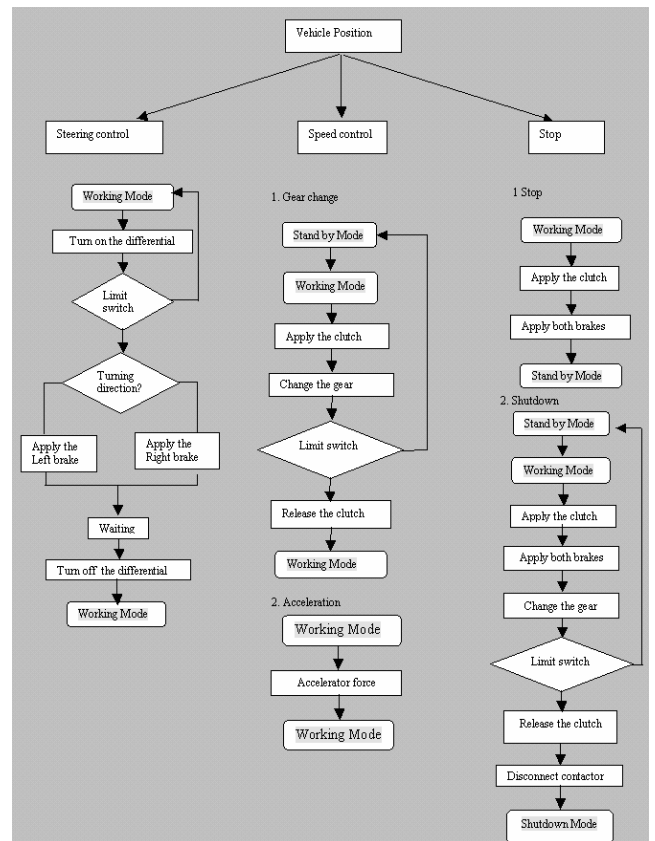 Vehicle Position
Steering control
Speed control
Stop
Working Mode
Turn on the differential
Limit
switch
Turning
direction?
Apply the
Left brake
Apply the
Right brake
Waiting
Turn off the differential
Working Mode
1. Gear change
Stand by Mode
Working Mode
Apply the clutch
Change the gear
Limit switch
Release the clutch
Working Mode
2. Acceleration
Working Mode
Accelerator force
Working Mode
1 Stop
Working Mode
Apply the clutch
Apply both brakes
Stand by Mode
2. Shutdown
Stand by Mode
Working Mode
Apply the clutch
Apply both brakes
Change the gear
Limit switch
Release the clutch
Disconnect contactor
Shutdown Mode